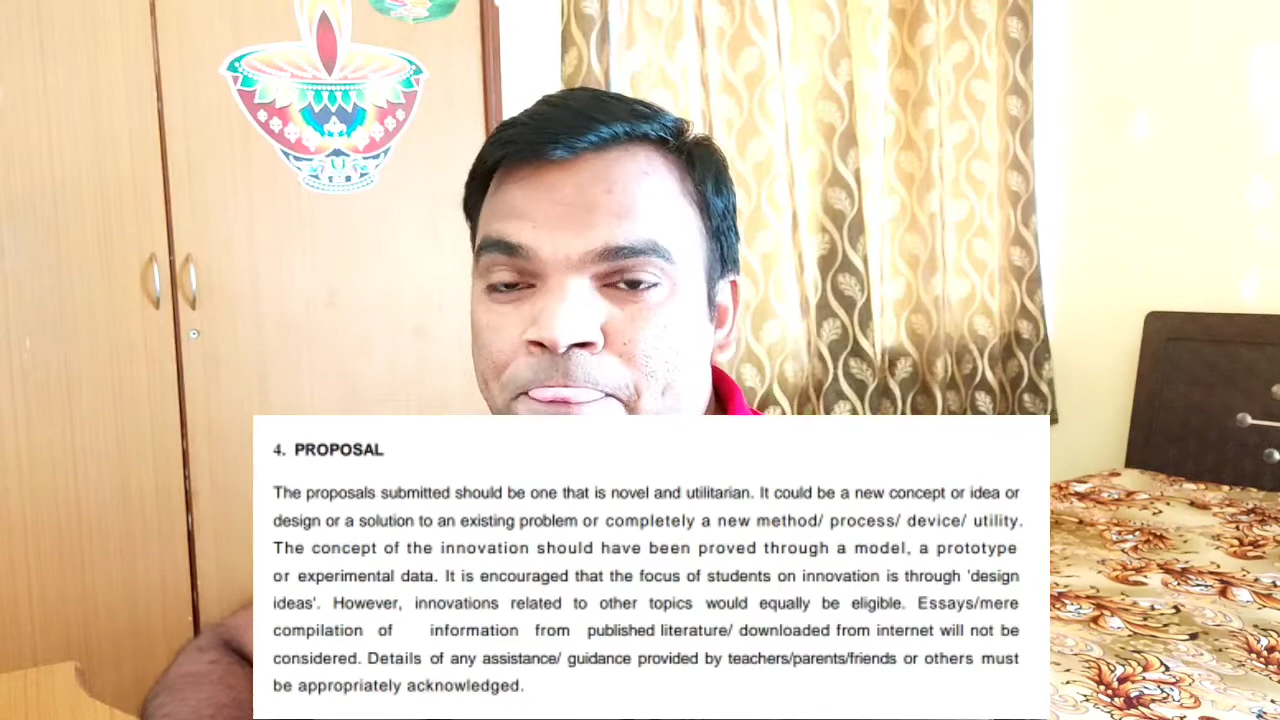 4. PROPOSAL
The proposals submitted should be one that is novel and utilitarian. It could be a new concept or idea or
design or a solution to an existing problem or completely a new method/ process/ device/ utility.
The concept of the innovation should have been proved through a model, a prototype
or experimental data. It is encouraged that the focus of students on innovation is through 'design
ideas'. However, innovations related to other topics would equally be eligible. Essays/mere
compilation of information from published literature/ downloaded from internet will not be
considered. Details of any assistance/ guidance provided by teachers/parents/friends or others must
be appropriately acknowledged.